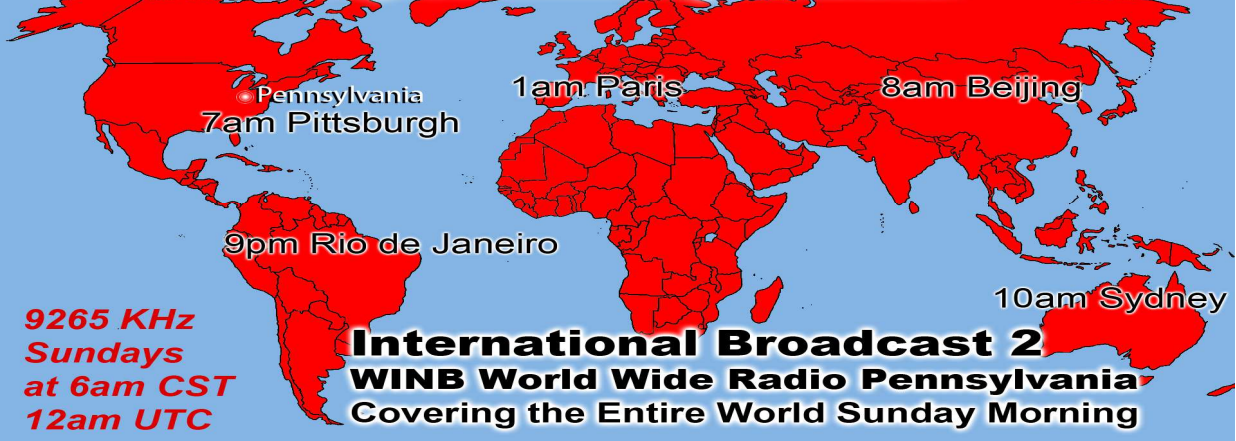 1am Paris
8am Beijing
Pennsylvania
7am Pittsburgh
9pm Rio de Janeiro
10am Sydney
9265 KHz
Sundays
at 6am CST
12am UTC
International Broadcast 2
WINB World Wide Radio Pennsylvania
Covering the Entire World Sunday Morning